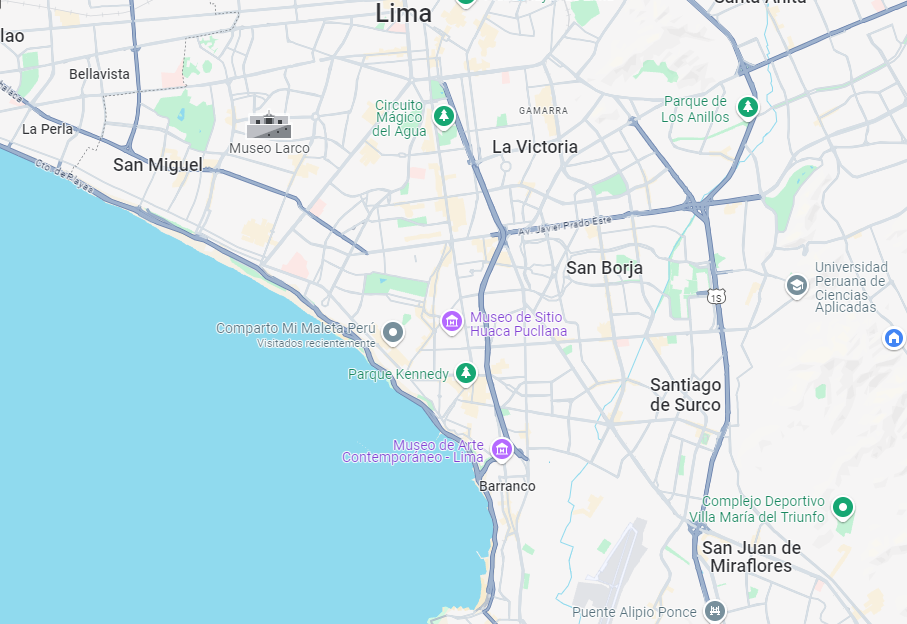 Lima
Santa Anita
lao
Bellavista
Circuito
Mágico
del Agua
GAMARRA
Parque de
Los Anillos
La Perla
Museo Larco
La Victoria
San Miguel
Cto. de Playas
Av. Javier Prado Este
San Borja
Universidad
Peruana de
Ciencias
Aplicadas
1S
Comparto Mi Maleta Perú
Visitados recientemente
Museo de Sitio
Huaca Pucllana
Parque Kennedy
Santiago
de Surco
Museo de Arte
Contemporáneo - Lima
Barranco
Complejo Deportivo
Villa María del Triunfo
San Juan de
Miraflores
Puente Alipio Ponce